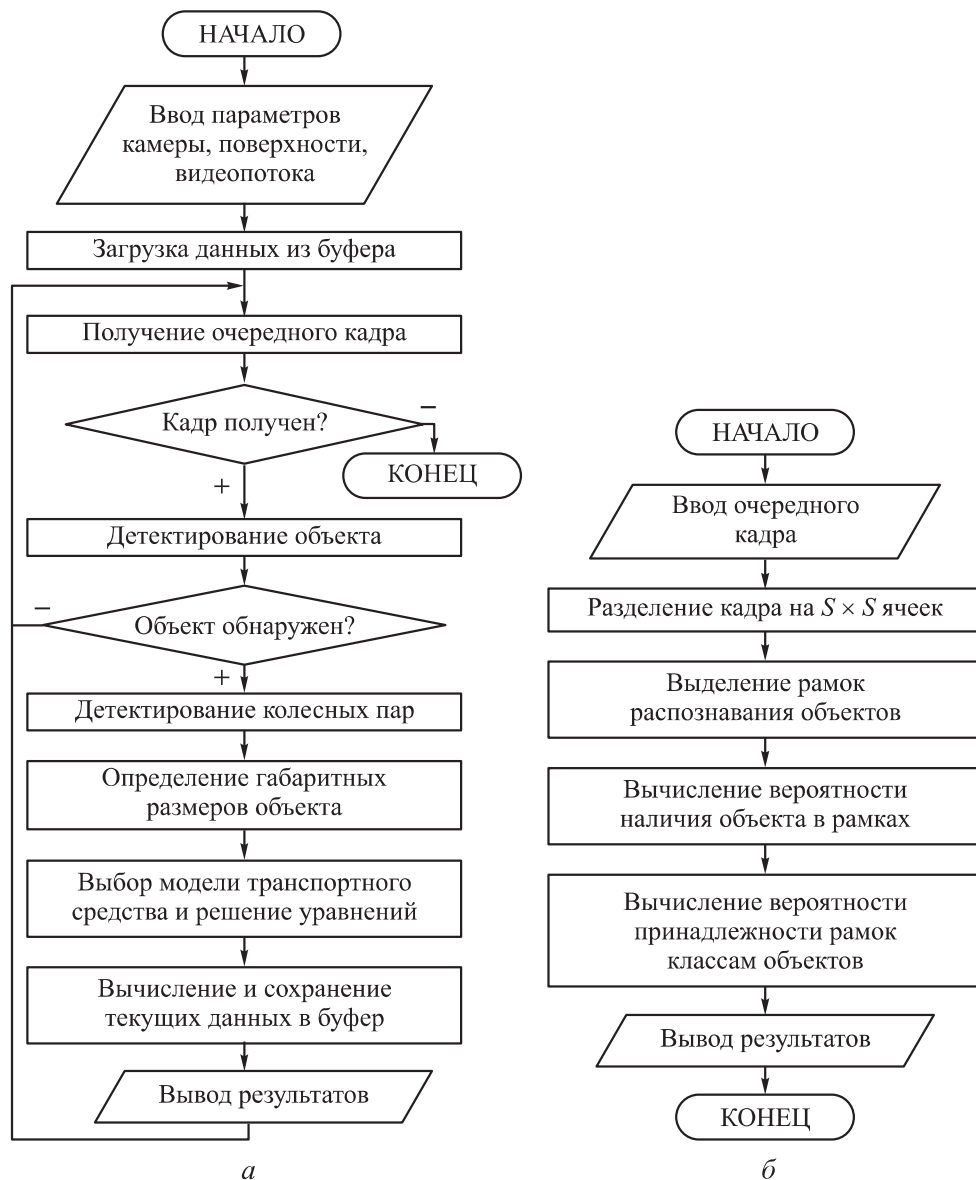 НАЧАЛО
Ввод параметров
камеры, поверхности,
видеопотока
Загрузка данных из буфера
Получение очередного кадра
Кадр получен?
−
КОНЕЦ
+
Детектирование объекта
−
Объект обнаружен?
+
Детектирование колесных пар
Определение габаритных
размеров объекта
Выбор модели транспортного
средства и решение уравнений
Вычисление и сохранение
текущих данных в буфер
Вывод результатов
а
НАЧАЛО
Ввод очередного
кадра
Разделение кадра на S × S ячеек
Выделение рамок
распознавания объектов
Вычисление вероятности
наличия объекта в рамках
Вычисление вероятности
принадлежности рамок
классам объектов
Вывод результатов
КОНЕЦ
б